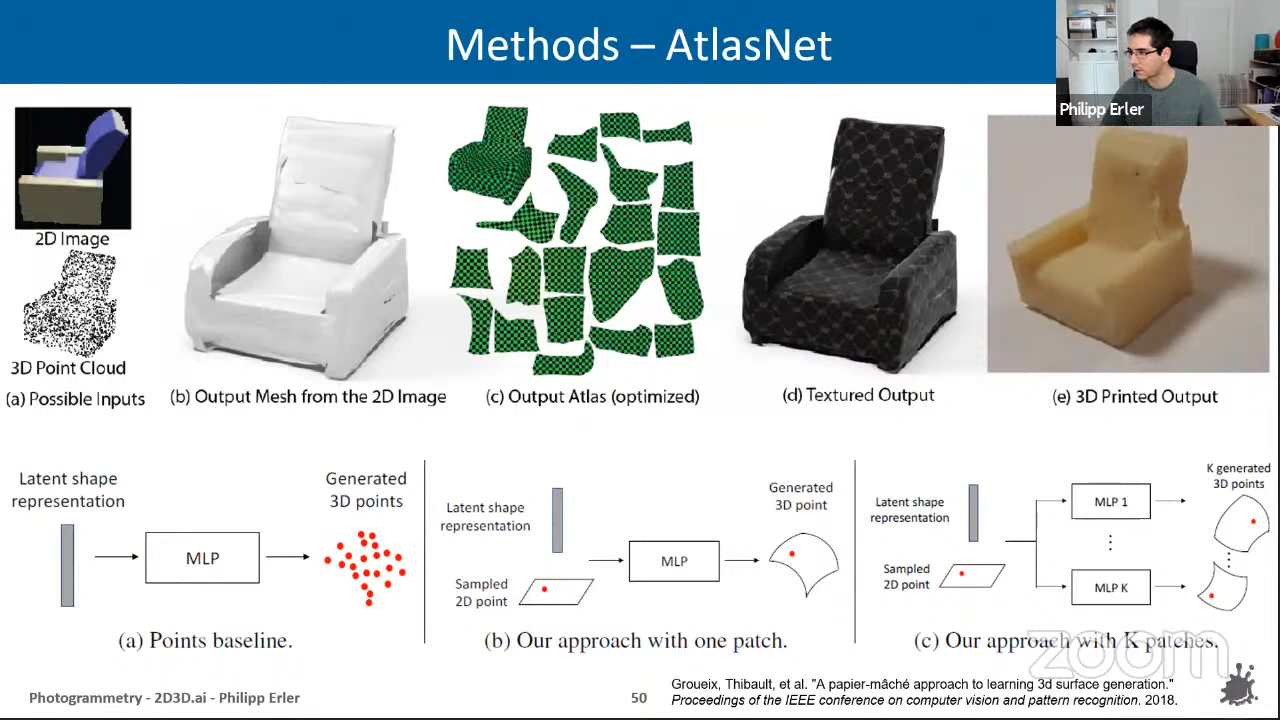 Methods – AtlasNet
Philipp Erler
2D Image
3D Point Cloud
(a) Possible Inputs
(b) Output Mesh from the 2D Image
(c) Output Atlas (optimized)
(d) Textured Output
(e) 3D Printed Output
Latent shape
representation
MLP
Generated
3D points
(a) Points baseline.
Latent shape
representation
Sampled
2D point
MLP
Generated
3D point
(b) Our approach with one patch.
Latent shape
representation
Sampled
2D point
MLP 1
MLP K
K generated
3D points
(c) Our approach with K patches.
zoom
Photogrammetry - 2D3D.ai - Philipp Erler
50
Groueix, Thibault, et al. "A papier-mâché approach to learning 3d surface generation."
Proceedings of the IEEE conference on computer vision and pattern recognition. 2018.